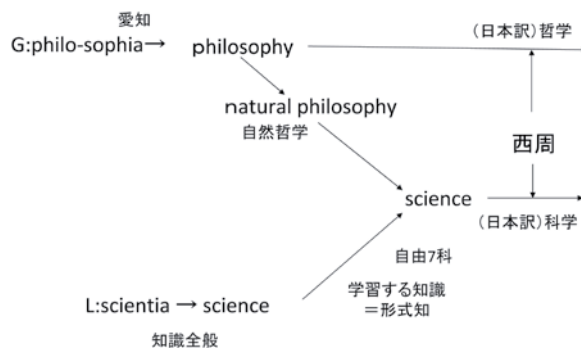 愛知
G:philo-sophia→ philosophy
(日本訳)哲学
natural philosophy
自然哲学
西周
science
(日本訳)科学
自由7科
学習する知識
＝形式知
L:scientia → science
知識全般